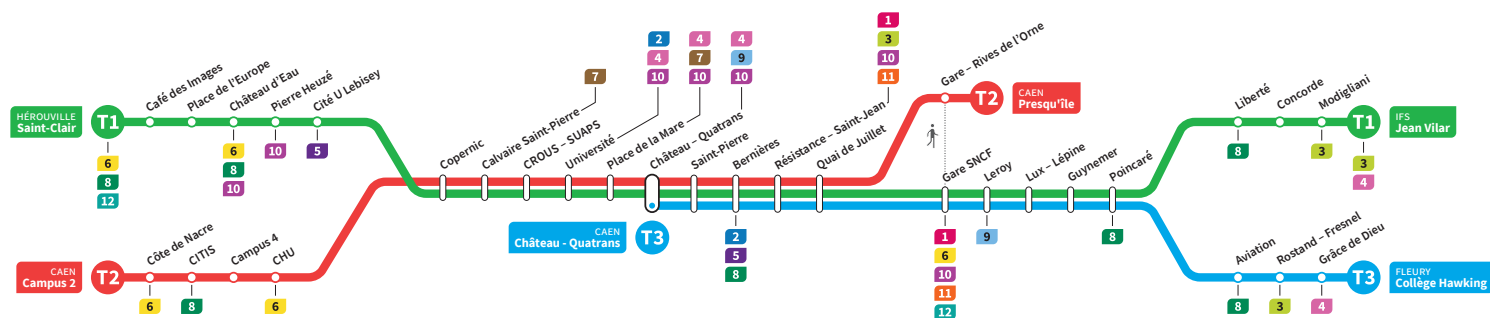 HÉROUVILLE
Saint-Clair
T1
6
8
12
Café des Images
Place de l'Europe
Château d'Eau
6
8
10
Pierre Heuzé
10
Cité U Lebisey
5
CAEN
Campus 2
T2
Côte de Nacre
6
CITIS
8
Campus 4
CHU
6
Copernic
Calvaire Saint-Pierre
7
CROUS – SUAPS
Université
2
4
10
Place de la Mare
4
7
10
Château – Quatrans
4
9
10
CAEN
Château - Quatrans
T3
Saint-Pierre
Bernières
2
5
8
Résistance – Saint-Jean
1
3
10
11
Quai de Juillet
Gare – Rives de l'Orne
T2
CAEN
Presqu'île
Gare SNCF
1
6
10
11
12
Leroy
9
Lux – Lépine
Guynemer
Poincaré
8
Liberté
8
Concorde
Modigliani
3
T1
3
4
IFS
Jean Vilar
Aviation
8
Rostand – Fresnel
3
Grâce de Dieu
4
T3
FLEURY
Collège Hawking